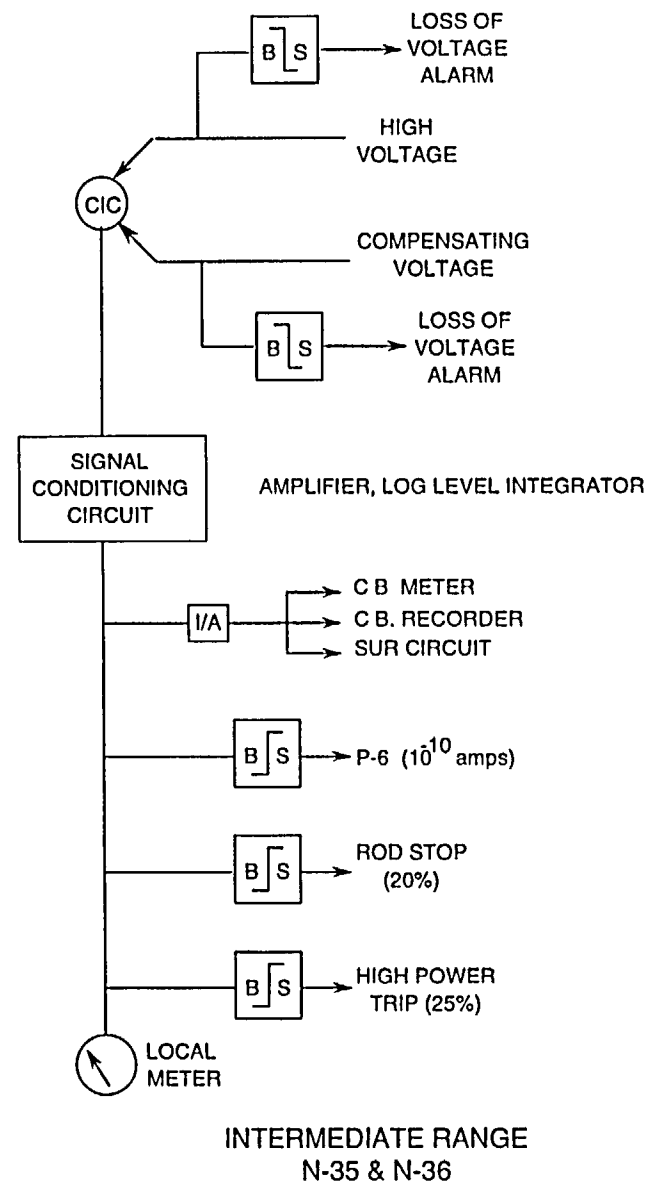 LOSS OF
VOLTAGE
ALARM
B S
HIGH
VOLTAGE
CIC
COMPENSATING
VOLTAGE
LOSS OF
VOLTAGE
ALARM
B S
SIGNAL
CONDITIONING
CIRCUIT
AMPLIFIER, LOG LEVEL INTEGRATOR
C B METER
I/A
C B. RECORDER
SUR CIRCUIT
B S
P-6 (10-10 amps)
ROD STOP
(20%)
B S
HIGH POWER
TRIP (25%)
B S
LOCAL
METER
INTERMEDIATE RANGE
N-35 & N-36